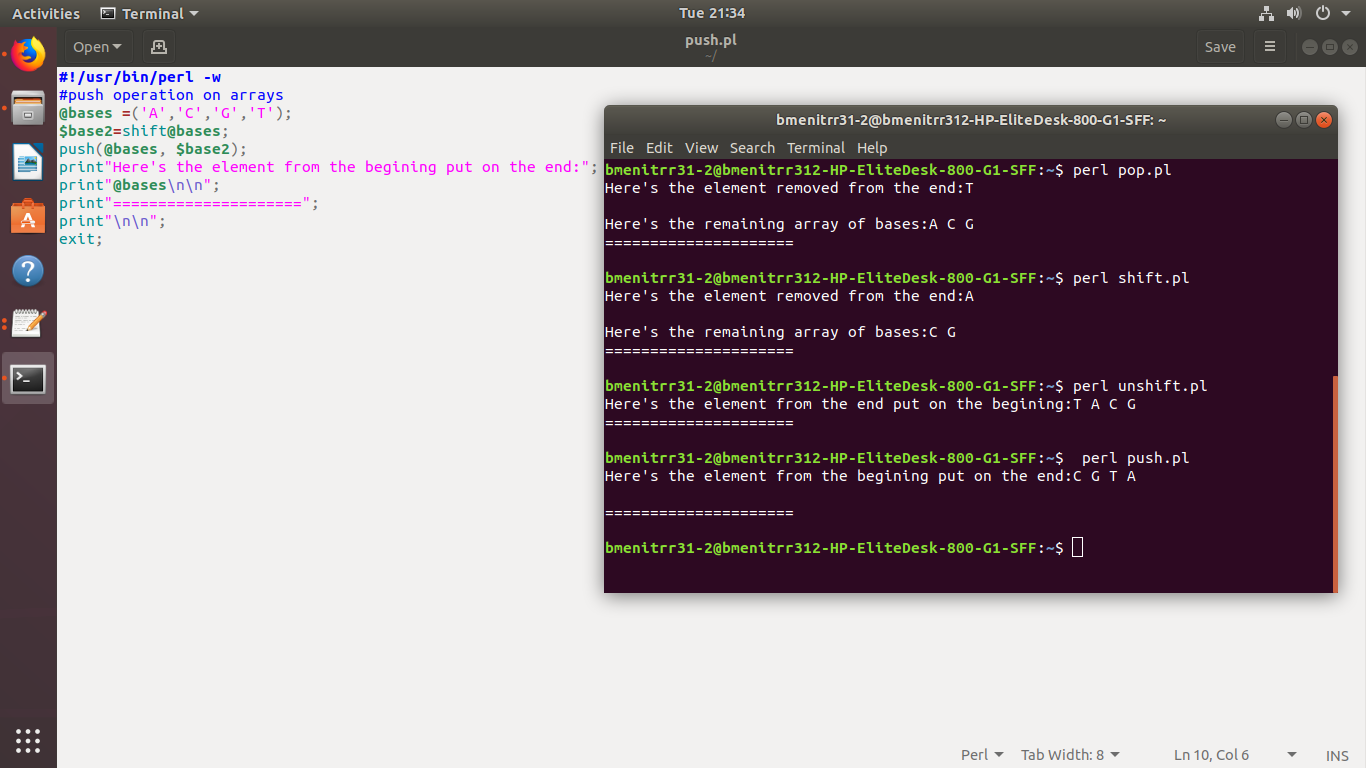 Activities Terminal Tue 21:34
Open push.pl Save
~/
#!/usr/bin/perl -w
#push operation on arrays
@bases =('A','C','G','T');
$base2=shift@bases;
push(@bases, $base2);
print"Here's the element from the begining put on the end:";
print"@bases\n\n";
print"=====================";
print"\n\n";
exit;
bmenitrr31-2@bmenitrr312-HP-EliteDesk-800-G1-SFF: ~
File Edit View Search Terminal Help
bmenitrr31-2@bmenitrr312-HP-EliteDesk-800-G1-SFF:~$ perl pop.pl
Here's the element removed from the end:T
Here's the remaining array of bases:A C G
=====================
bmenitrr31-2@bmenitrr312-HP-EliteDesk-800-G1-SFF:~$ perl shift.pl
Here's the element removed from the end:A
Here's the remaining array of bases:C G
=====================
bmenitrr31-2@bmenitrr312-HP-EliteDesk-800-G1-SFF:~$ perl unshift.pl
Here's the element from the end put on the begining:T A C G
=====================
bmenitrr31-2@bmenitrr312-HP-EliteDesk-800-G1-SFF:~$  perl push.pl
Here's the element from the begining put on the end:C G T A
=====================
bmenitrr31-2@bmenitrr312-HP-EliteDesk-800-G1-SFF:~$
Perl Tab Width: 8 Ln 10, Col 6 INS